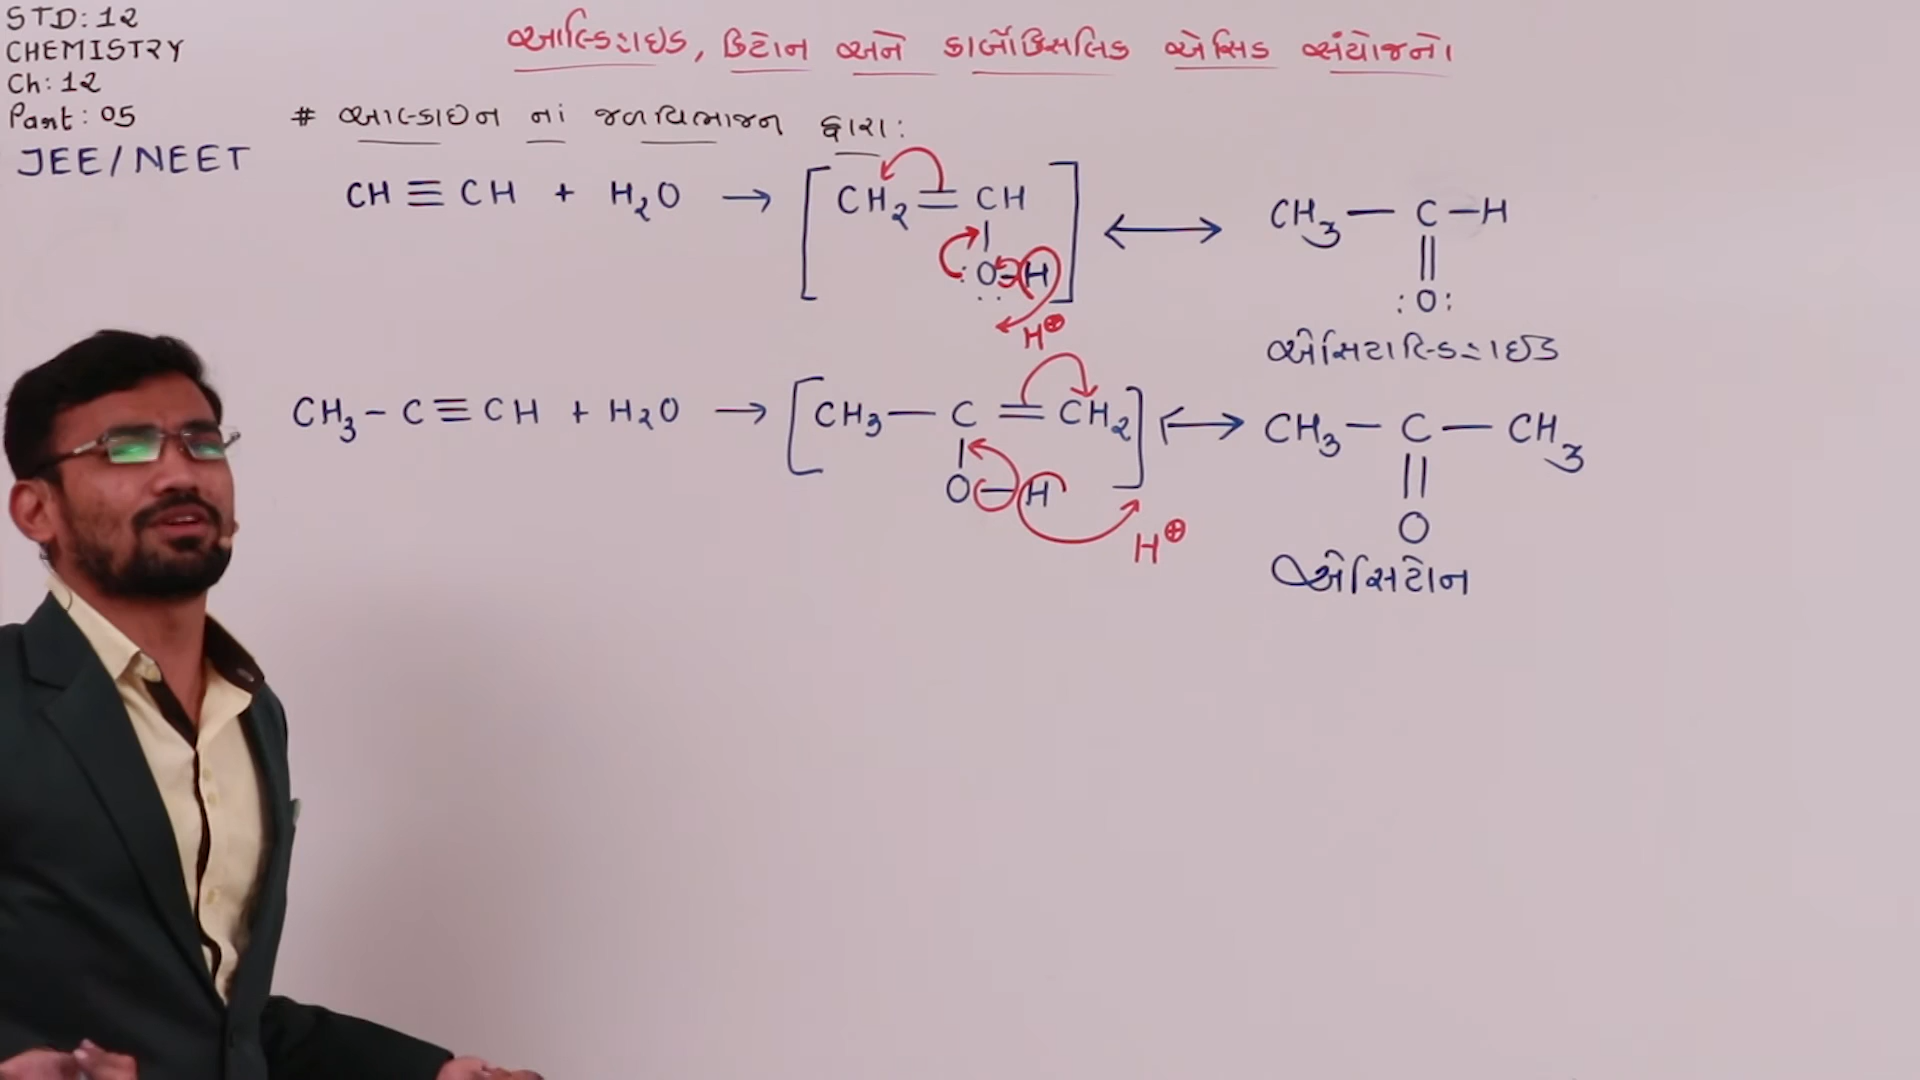 STD: 12
CHEMISTRY
Ch: 12
Part: 05
JEE/NEET
આલ્ડિહાઇડ, કિટોન અને કાર્બોક્સિલિક એસિડ સંયોજનો।
# આલ્કાઇન નાં જળવિભાજન દ્વારા:
CH ≡ CH + H₂O → [CH₂ = CH
|
:O-H] ↔ CH₃ — C — H
||
:O:
H⊕
એસિટાલ્ડિહાઇડ
CH₃ - C ≡ CH + H₂O → [CH₃ — C = CH₂
|
O — H] ↔ CH₃ — C — CH₃
||
O
H⊕
એસિટોન